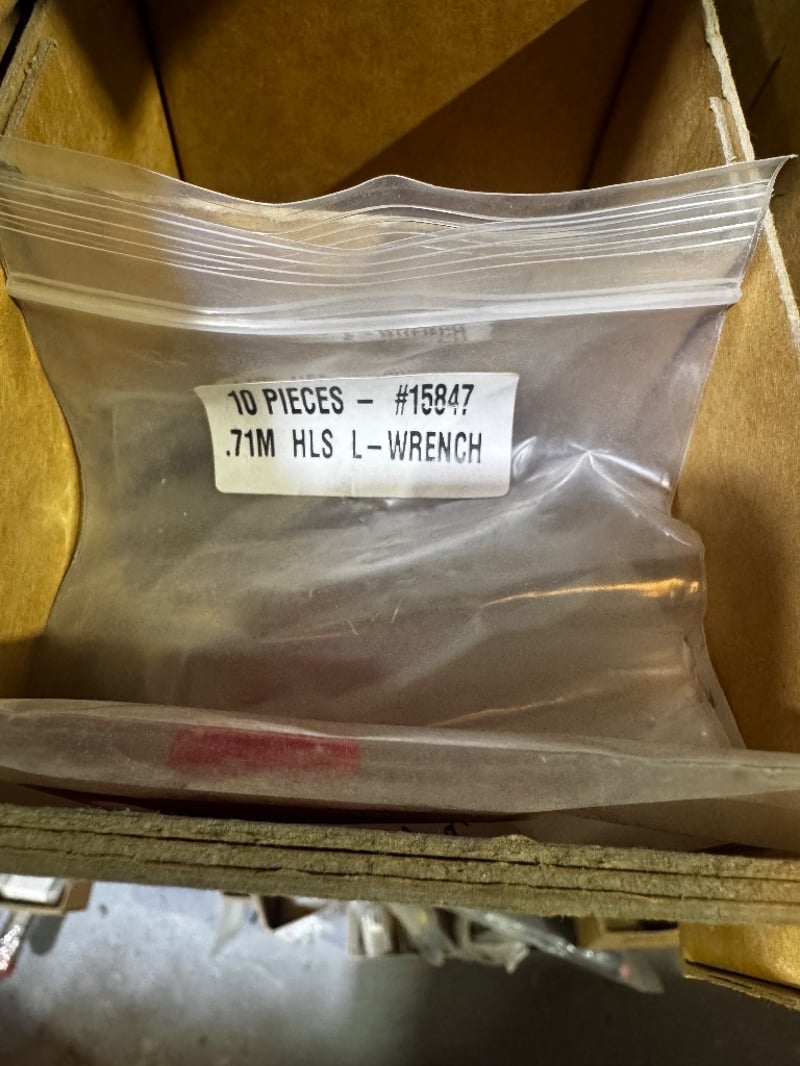 10 PIECES – #15847
.71M HLS L–WRENCH